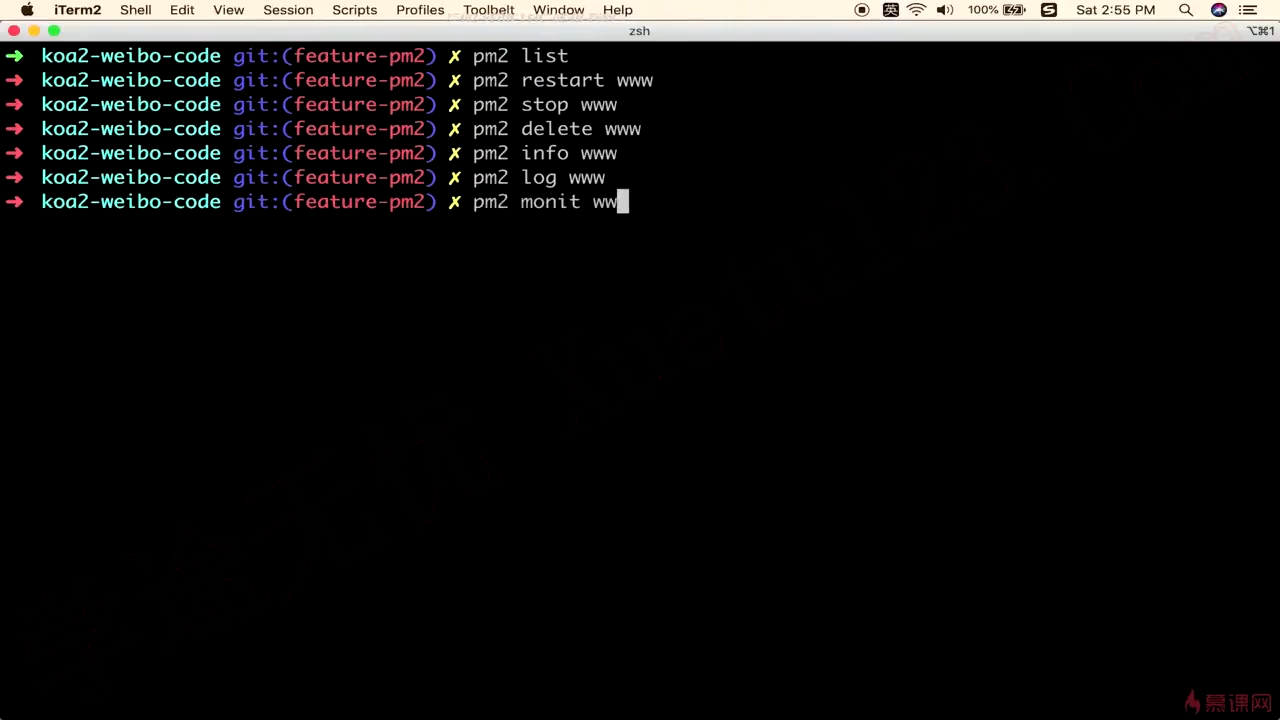 iTerm2 Shell Edit View Session Scripts Profiles Toolbelt Window Help 英 100% S Sat 2:55 PM
zsh ⌥⌘1
➜ koa2-weibo-code git:(feature-pm2) ✗ pm2 list
➜ koa2-weibo-code git:(feature-pm2) ✗ pm2 restart www
➜ koa2-weibo-code git:(feature-pm2) ✗ pm2 stop www
➜ koa2-weibo-code git:(feature-pm2) ✗ pm2 delete www
➜ koa2-weibo-code git:(feature-pm2) ✗ pm2 info www
➜ koa2-weibo-code git:(feature-pm2) ✗ pm2 log www
➜ koa2-weibo-code git:(feature-pm2) ✗ pm2 monit ww
慕课网